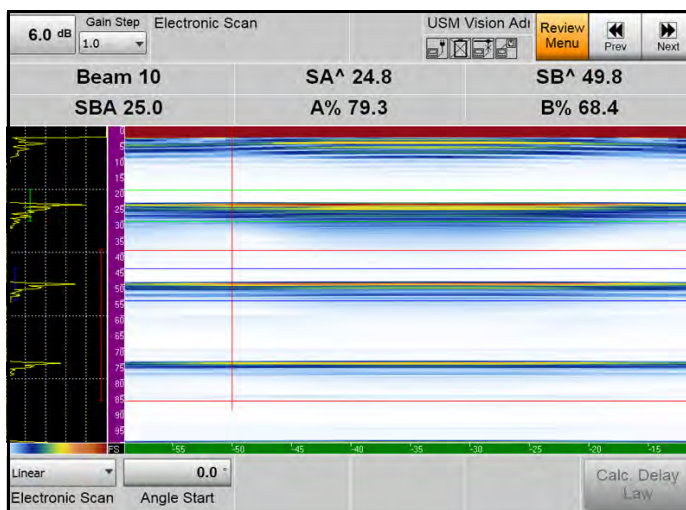 6.0 dB
Gain Step
1.0
Electronic Scan
USM Vision Adv
Review Menu
Prev
Next
Beam 10
SA^ 24.8
SB^ 49.8
SBA 25.0
A% 79.3
B% 68.4
0
5
10
15
20
25
30
35
40
45
50
55
60
65
70
75
80
85
90
95
FS
-55
-50
-45
-40
-35
-30
-25
-20
-15
Linear
Electronic Scan
0.0 °
Angle Start
Calc. Delay Law